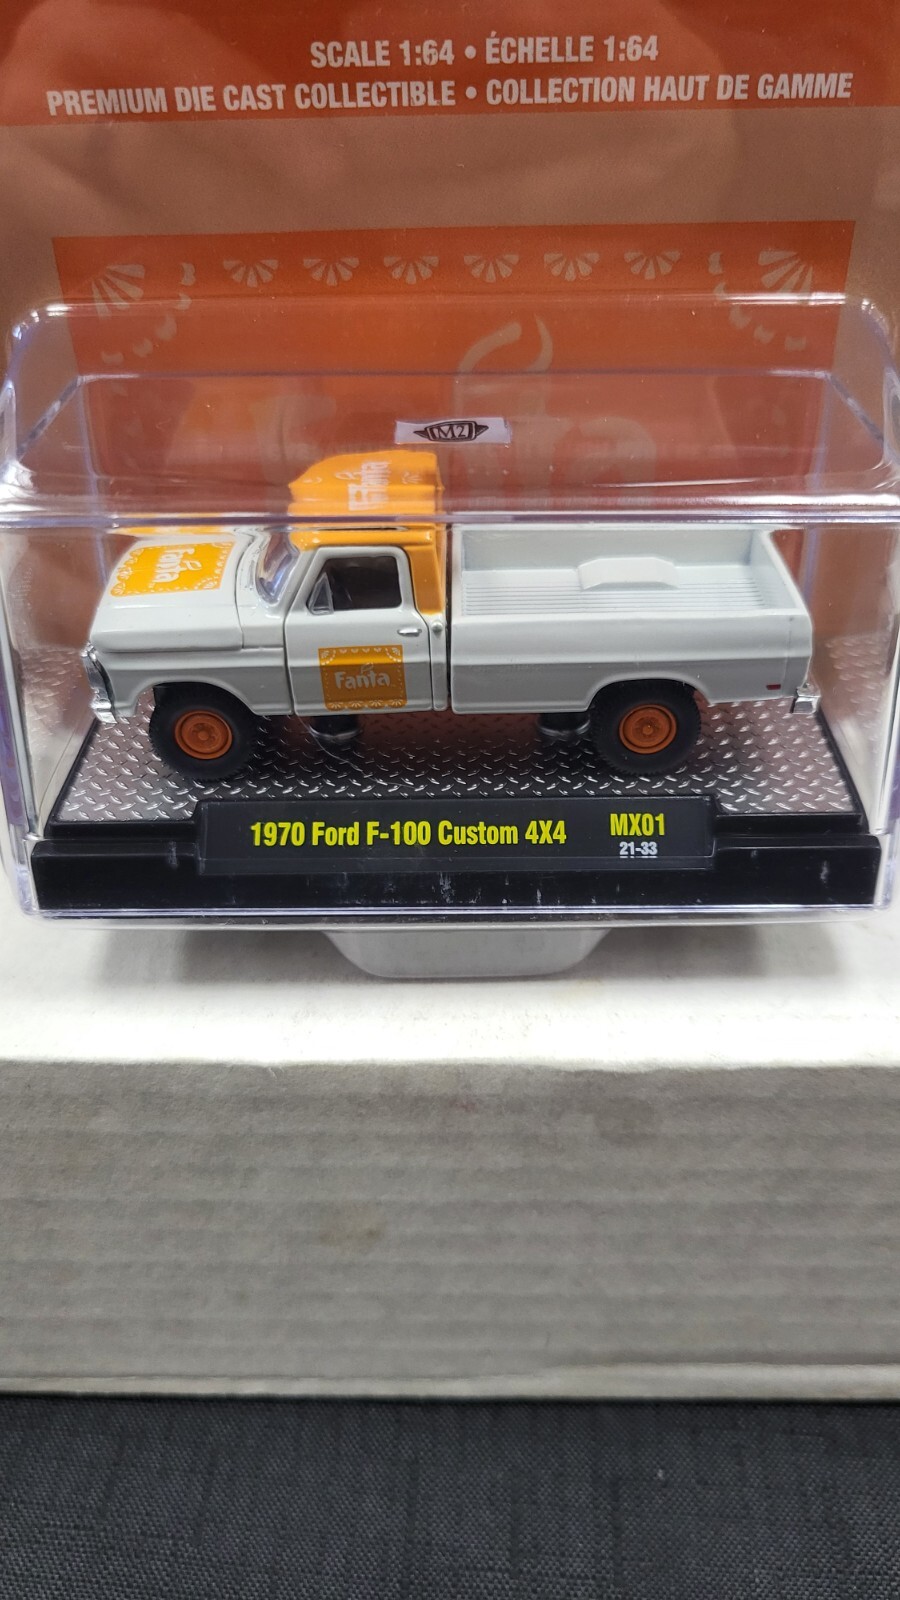 SCALE 1:64 • ÉCHELLE 1:64
PREMIUM DIE CAST COLLECTIBLE • COLLECTION HAUT DE GAMME
M2
Fanta
Fanta
Fanta
1970 Ford F-100 Custom 4X4 MX01
21-33